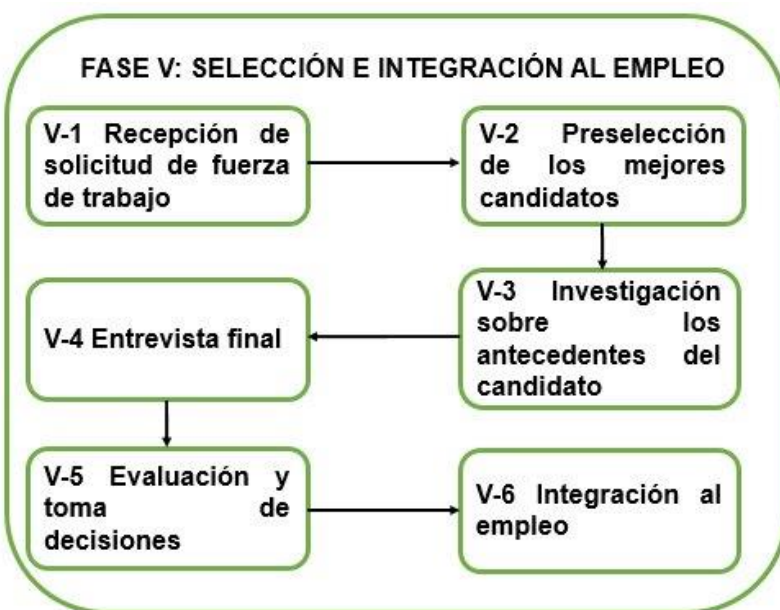 FASE V: SELECCIÓN E INTEGRACIÓN AL EMPLEO
V-1 Recepción de
solicitud de fuerza
de trabajo
V-2 Preselección
de los mejores
candidatos
V-3 Investigación
sobre los
antecedentes del
candidato
V-4 Entrevista final
V-5 Evaluación y
toma de
decisiones
V-6 Integración al
empleo